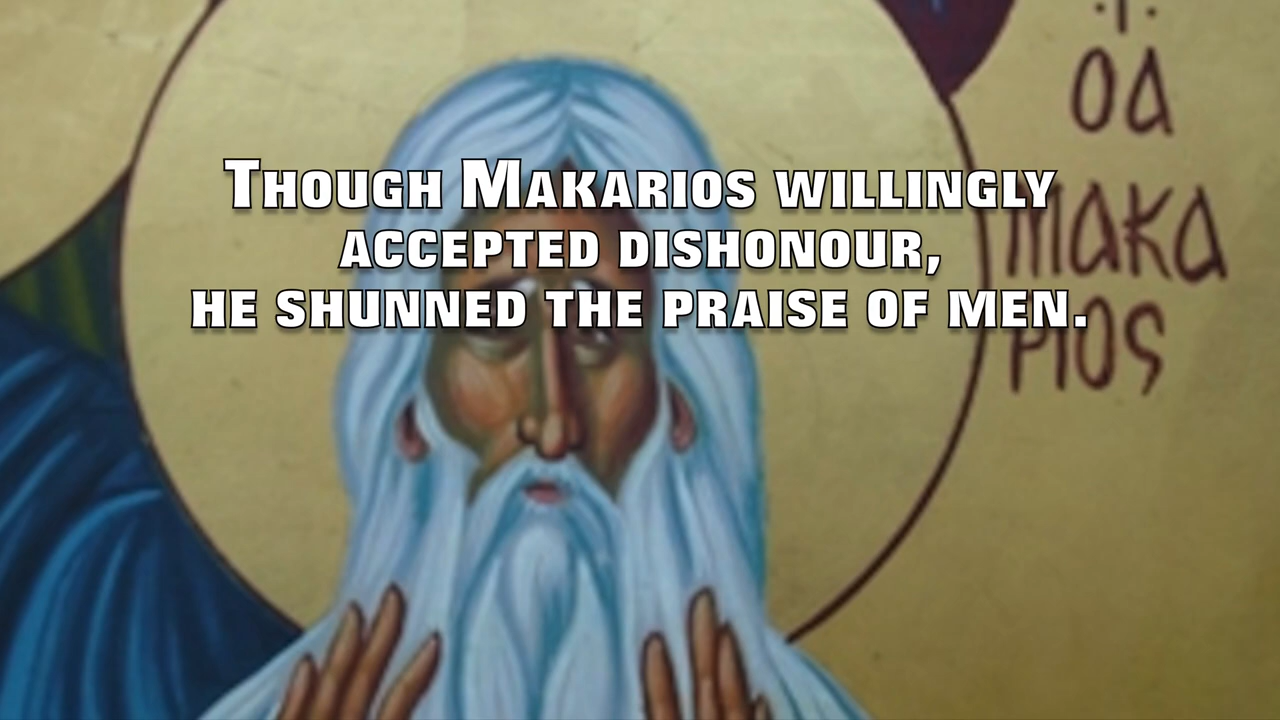 Though Makarios willingly
accepted dishonour,
he shunned the praise of men.
ΟΑ
ΜΑΚΑ
ΡΙΟς